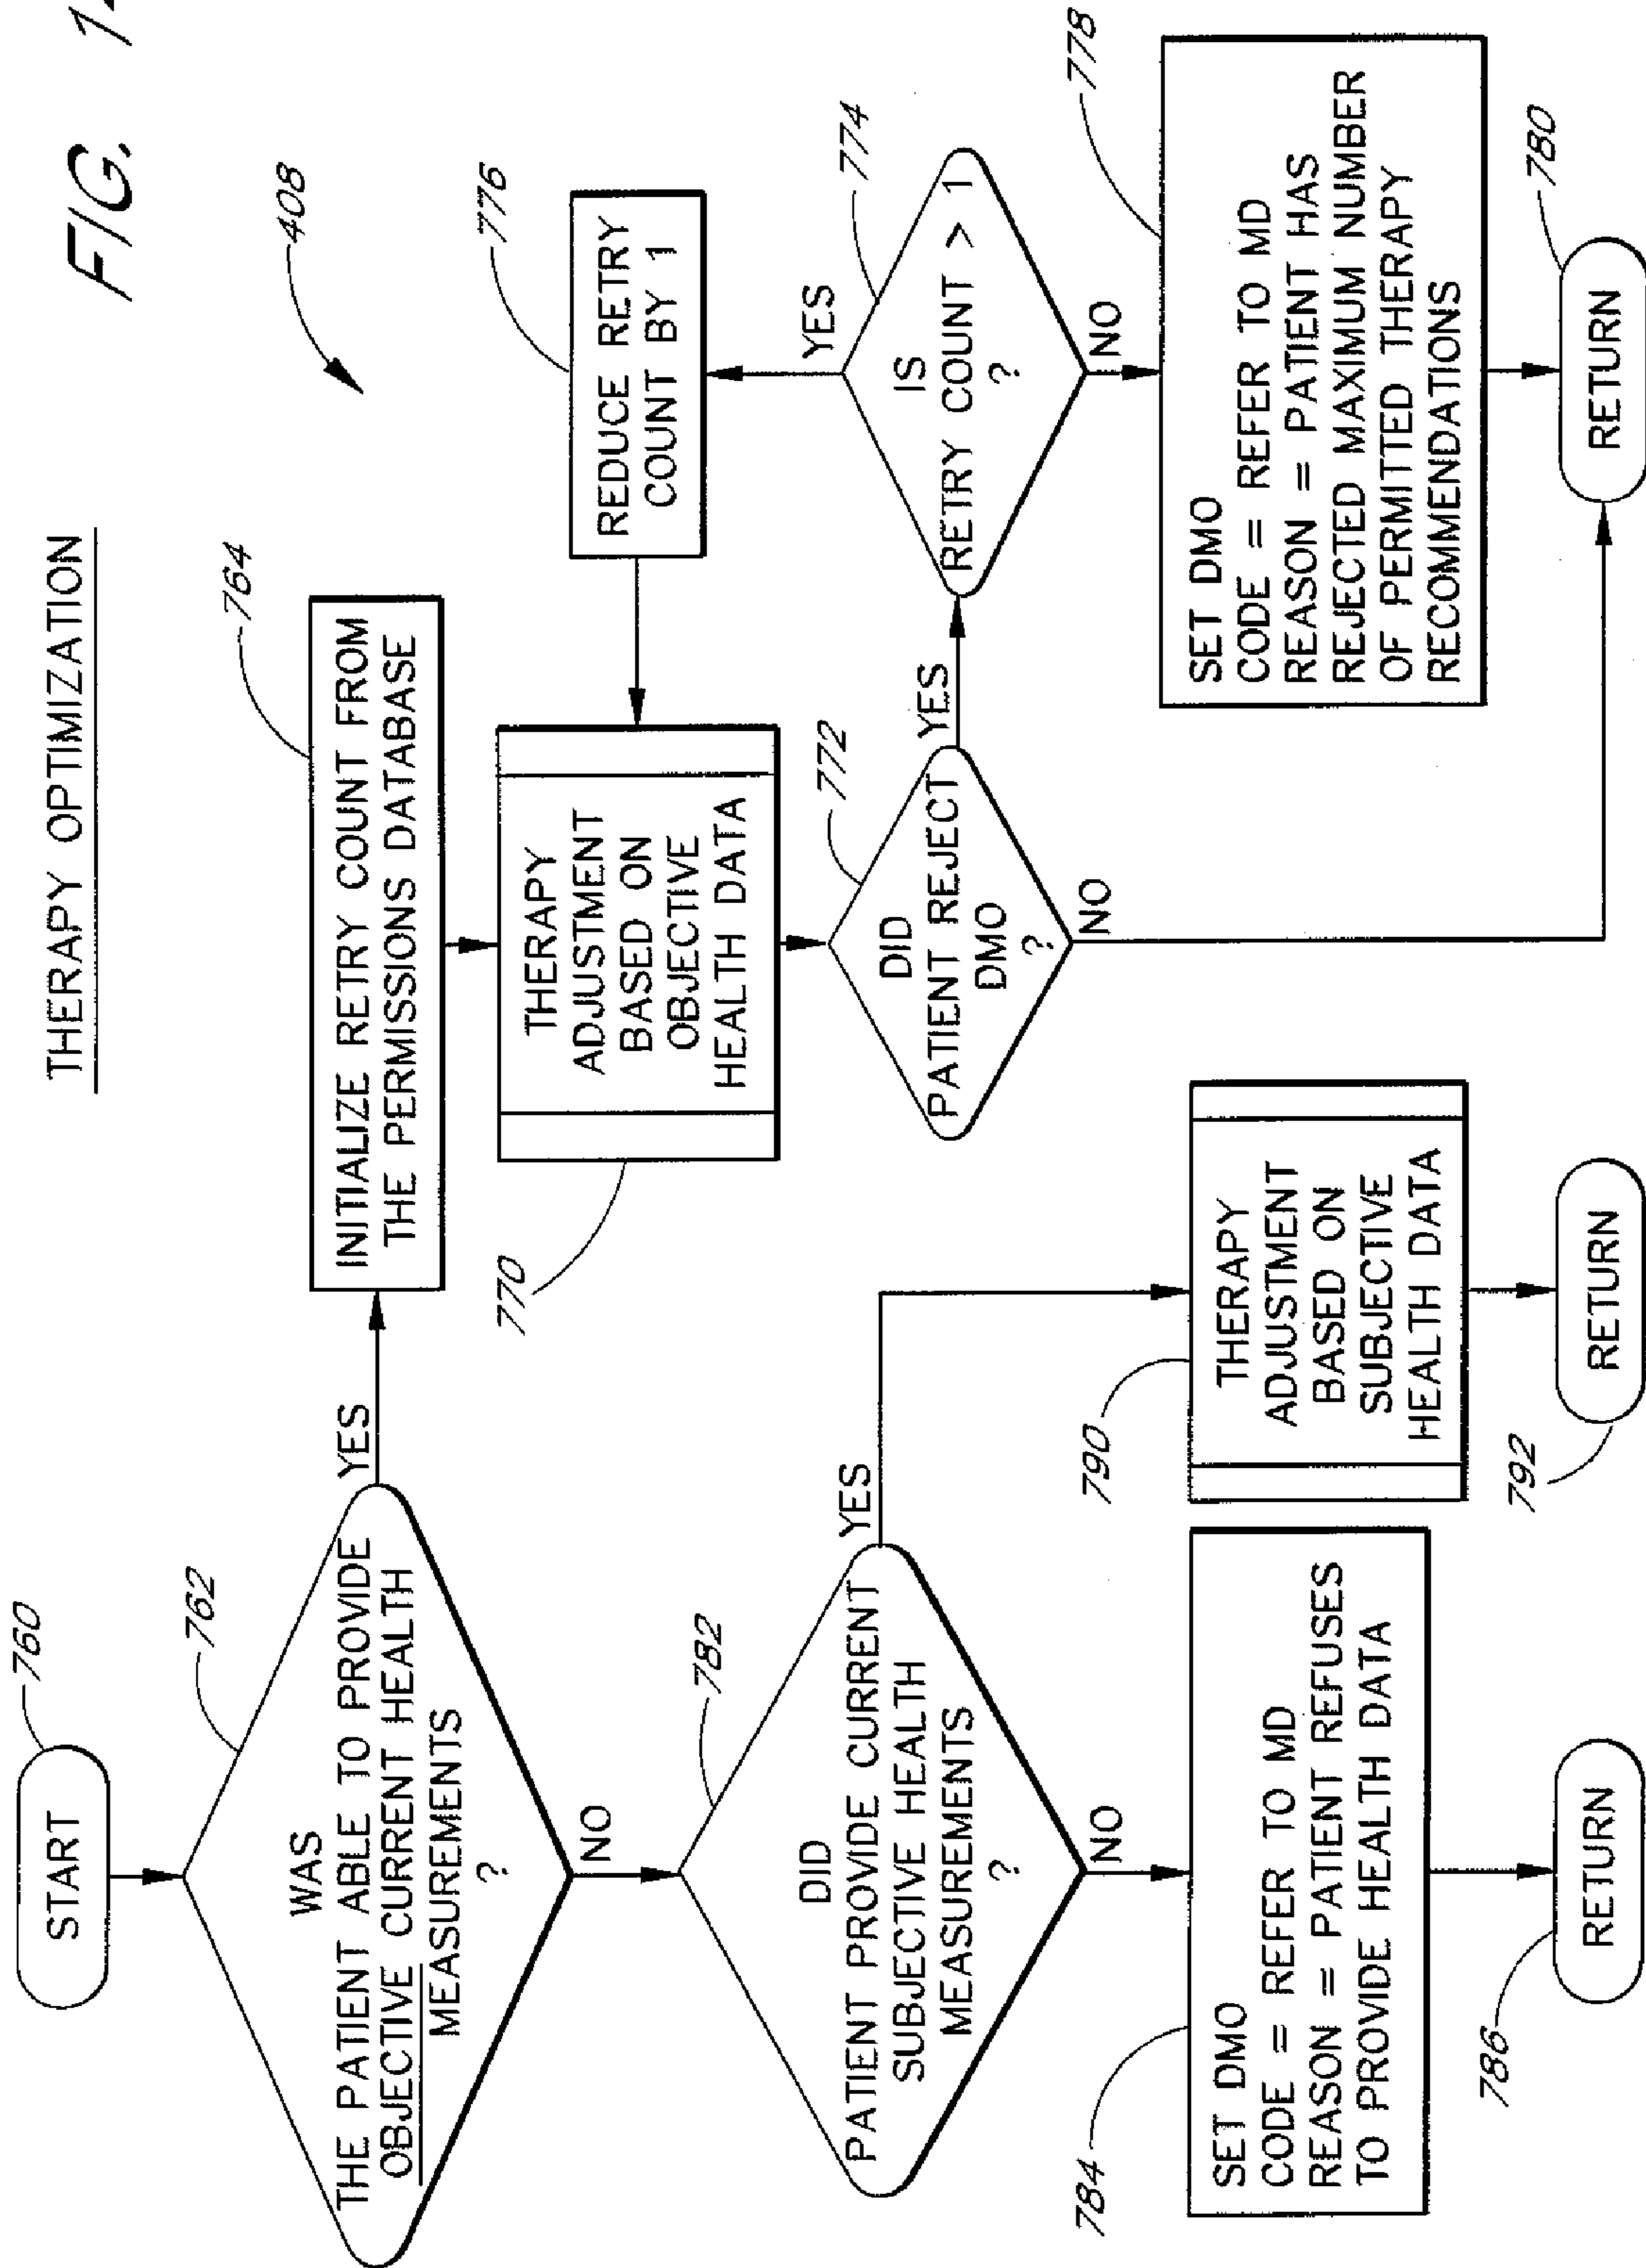 FIG. 14
THERAPY OPTIMIZATION
408
760
START
762
WAS
THE PATIENT ABLE TO PROVIDE
OBJECTIVE CURRENT HEALTH
MEASUREMENTS
?
YES
NO
764
INITIALIZE RETRY COUNT FROM
THE PERMISSIONS DATABASE
770
THERAPY
ADJUSTMENT
BASED ON
OBJECTIVE
HEALTH DATA
776
REDUCE RETRY
COUNT BY 1
772
DID
PATIENT REJECT
DMO
?
YES
NO
774
IS
RETRY COUNT > 1
?
YES
NO
778
SET DMO
CODE = REFER TO MD
REASON = PATIENT HAS
REJECTED MAXIMUM NUMBER
OF PERMITTED THERAPY
RECOMMENDATIONS
780
RETURN
782
DID
PATIENT PROVIDE CURRENT
SUBJECTIVE HEALTH
MEASUREMENTS
?
YES
NO
784
SET DMO
CODE = REFER TO MD
REASON = PATIENT REFUSES
TO PROVIDE HEALTH DATA
786
RETURN
790
THERAPY
ADJUSTMENT
BASED ON
SUBJECTIVE
HEALTH DATA
792
RETURN